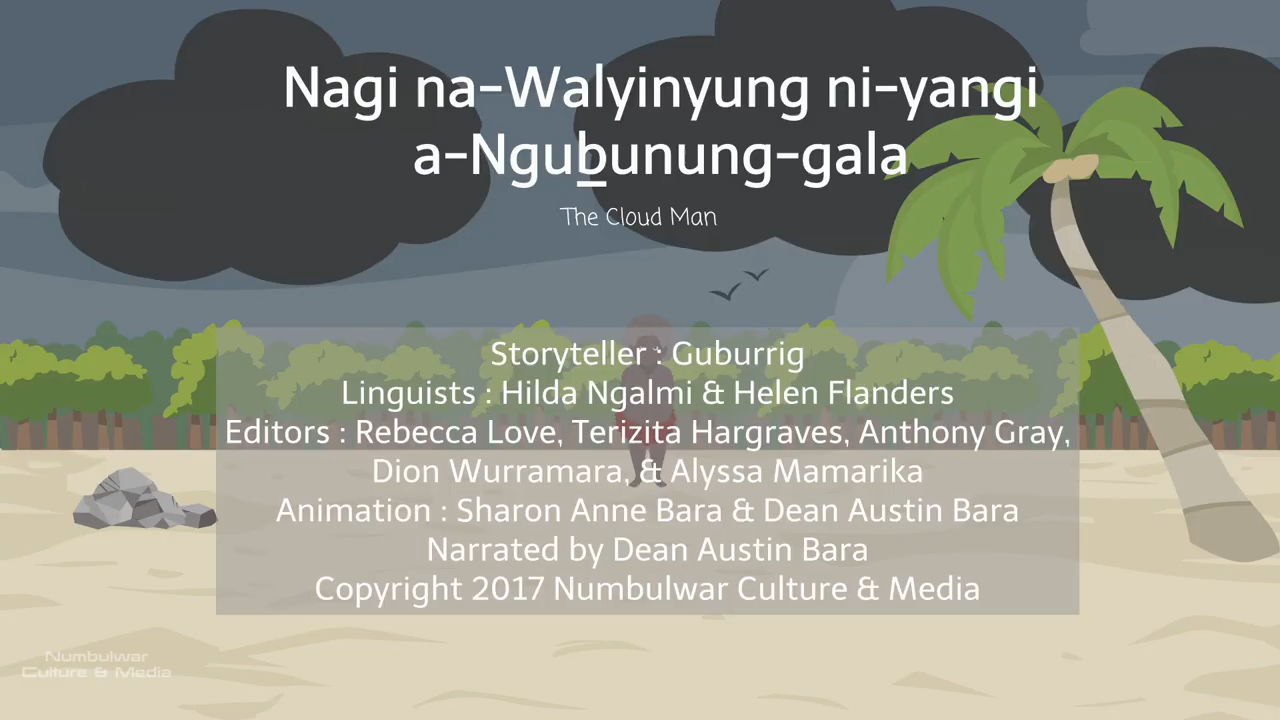 Nagi na-Walyinyung ni-yangi
a-Ngub̲unung-gala
The Cloud Man
Storyteller : Guburrig
Linguists : Hilda Ngalmi & Helen Flanders
Editors : Rebecca Love, Terizita Hargraves, Anthony Gray,
Dion Wurramara, & Alyssa Mamarika
Animation : Sharon Anne Bara & Dean Austin Bara
Narrated by Dean Austin Bara
Copyright 2017 Numbulwar Culture & Media
Numbulwar
Culture & Media